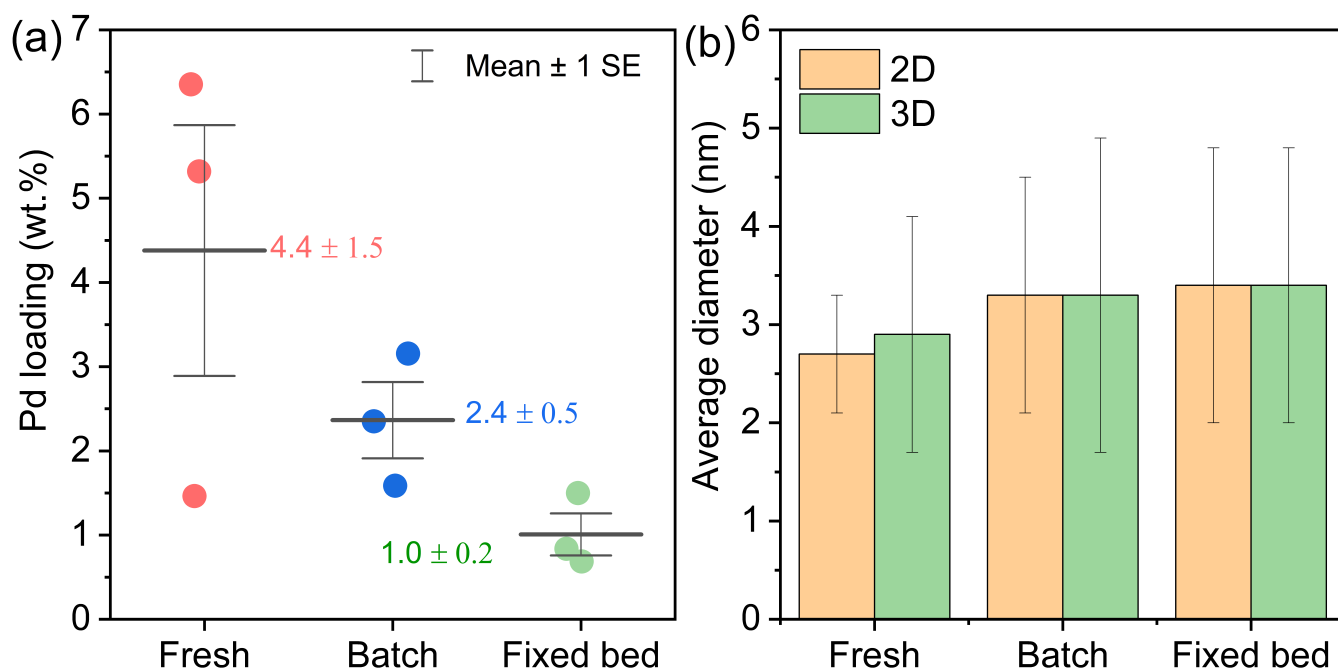 (a)
Pd loading (wt.%)
7
6
5
4
3
2
1
0
Mean ± 1 SE
4.4 ± 1.5
2.4 ± 0.5
1.0 ± 0.2
Fresh
Batch
Fixed bed
(b)
Average diameter (nm)
6
5
4
3
2
1
0
2D
3D
Fresh
Batch
Fixed bed